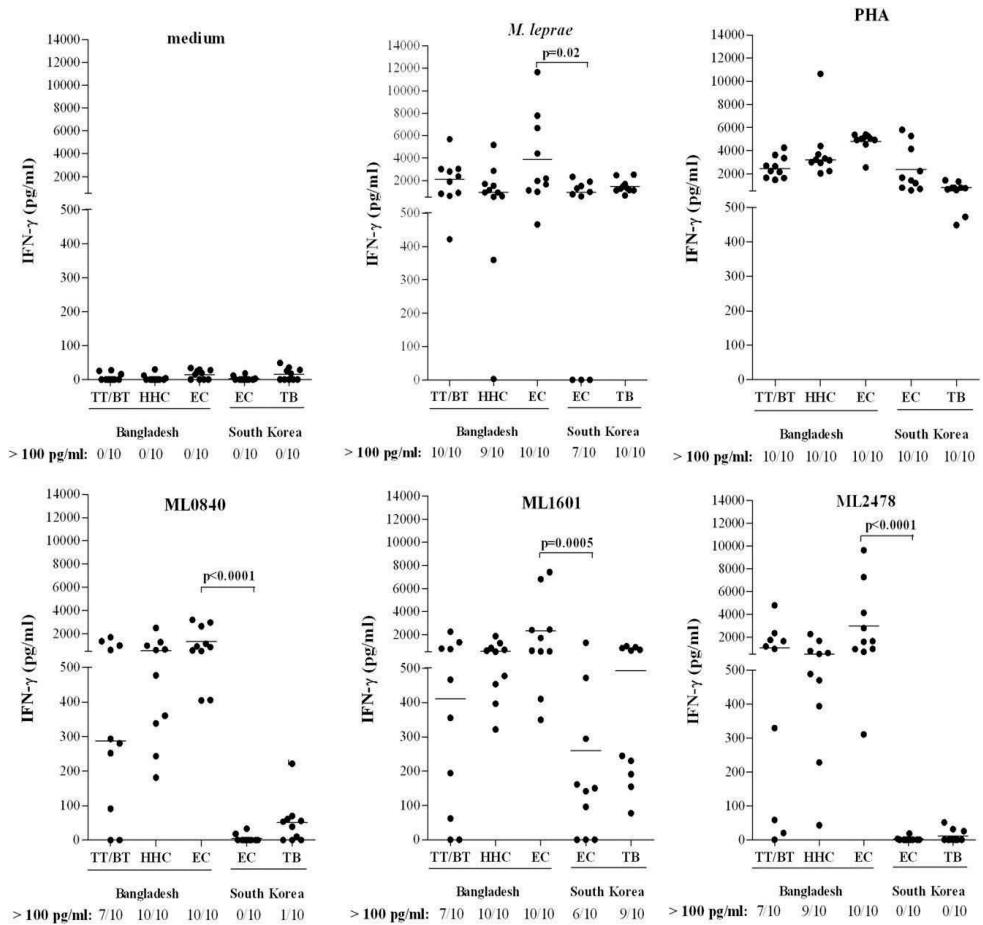 medium
14000
12000
10000
8000
6000
4000
2000
500
400
300
200
100
0
IFN-γ (pg/ml)
TT/BT HHC EC EC TB
Bangladesh South Korea
> 100 pg/ml: 0/10 0/10 0/10 0/10 0/10
M. leprae
p=0.02
14000
12000
10000
8000
6000
4000
2000
500
400
300
200
100
0
IFN-γ (pg/ml)
TT/BT HHC EC EC TB
Bangladesh South Korea
10/10 9/10 10/10 7/10 10/10
PHA
14000
12000
10000
8000
6000
4000
2000
500
400
300
200
100
0
IFN-γ (pg/ml)
TT/BT HHC EC EC TB
Bangladesh South Korea
> 100 pg/ml: 10/10 10/10 10/10 10/10 10/10
ML0840
p<0.0001
14000
12000
10000
8000
6000
4000
2000
500
400
300
200
100
0
IFN-γ (pg/ml)
TT/BT HHC EC EC TB
Bangladesh South Korea
> 100 pg/ml: 7/10 10/10 10/10 0/10 1/10
ML1601
p=0.0005
14000
12000
10000
8000
6000
4000
2000
500
400
300
200
100
0
IFN-γ (pg/ml)
TT/BT HHC EC EC TB
Bangladesh South Korea
> 100 pg/ml: 7/10 10/10 10/10 6/10 9/10
ML2478
p<0.0001
14000
12000
10000
8000
6000
4000
2000
500
400
300
200
100
0
IFN-γ (pg/ml)
TT/BT HHC EC EC TB
Bangladesh South Korea
> 100 pg/ml: 7/10 9/10 10/10 0/10 0/10